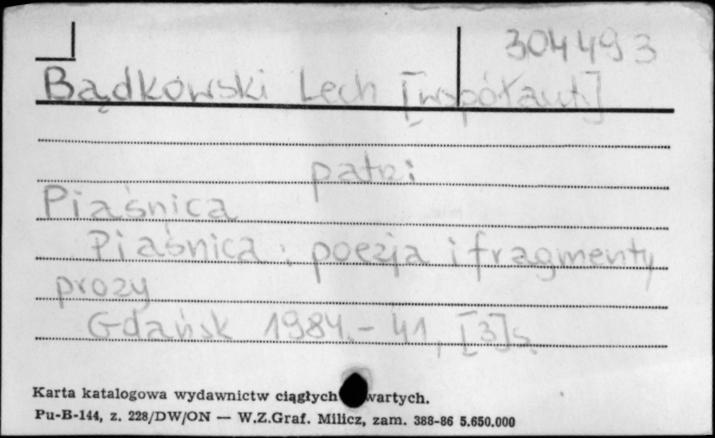 304493
Bądkowski Lech [współaut.]
patrz:
Piaśnica
Piaśnica : poezja i fragmenty
prozy
Gdańsk 1984.- 41, [3] s.
Karta katalogowa wydawnictw ciągłych wartych.
Pu-B-144, z. 228/DW/ON — W.Z.Graf. Milicz, zam. 388-86 5.650.000